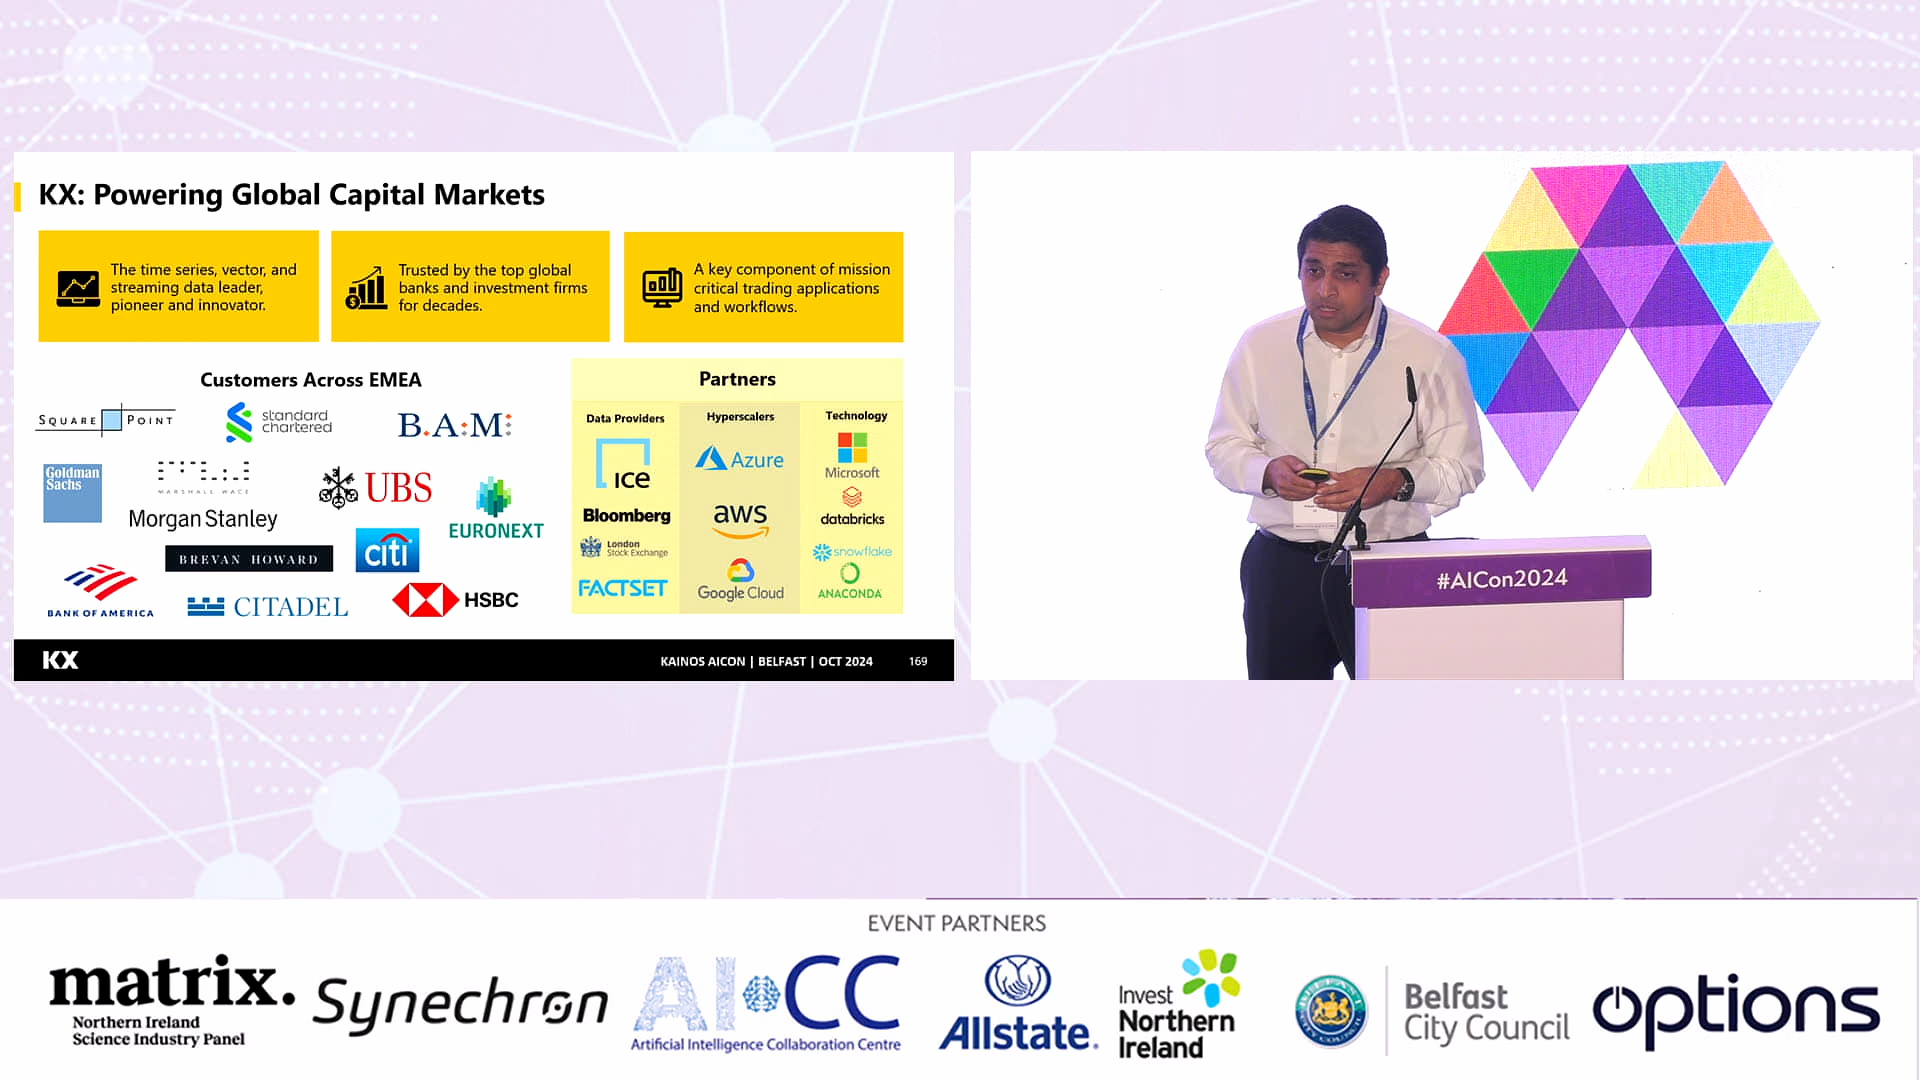 KX: Powering Global Capital Markets
The time series, vector, and
streaming data leader,
pioneer and innovator.
Trusted by the top global
banks and investment firms
for decades.
A key component of mission
critical trading applications
and workflows.
Customers Across EMEA
SQUARE POINT
standard
chartered
B.A.M.
Goldman
Sachs
MARSHALL WACE
UBS
Morgan Stanley
EURONEXT
BREVAN HOWARD
citi
BANK OF AMERICA
CITADEL
HSBC
Partners
Data Providers
ice
Bloomberg
London
Stock Exchange
FACTSET
Hyperscalers
Azure
aws
Google Cloud
Technology
Microsoft
databricks
snowflake
ANACONDA
KX
KAINOS AICON | BELFAST | OCT 2024
169
#AICon2024
EVENT PARTNERS
matrix.
Northern Ireland
Science Industry Panel
Synechron
AI CC
Artificial Intelligence Collaboration Centre
Allstate.
Invest
Northern
Ireland
Belfast
City Council
options